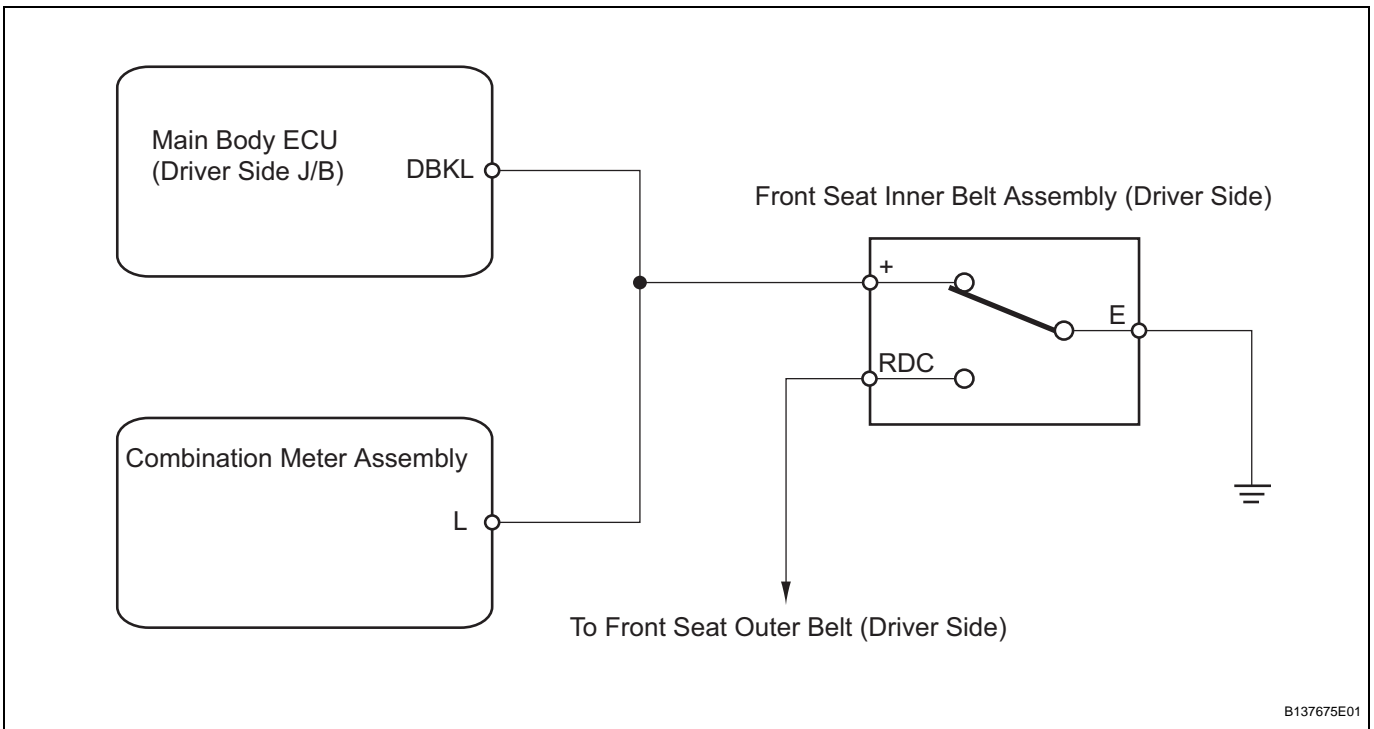 Main Body ECU
(Driver Side J/B)
DBKL
Front Seat Inner Belt Assembly (Driver Side)
+
E
RDC
Combination Meter Assembly
L
To Front Seat Outer Belt (Driver Side)
B137675E01